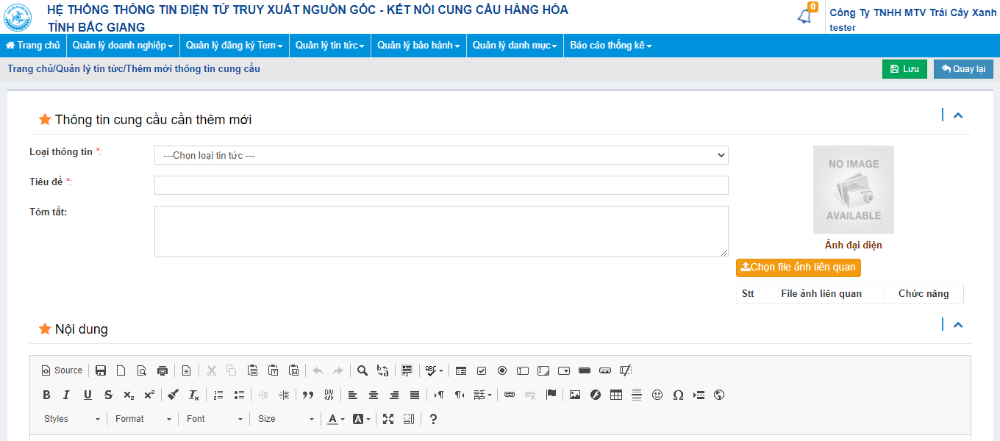 HỆ THỐNG THÔNG TIN ĐIỆN TỬ TRUY XUẤT NGUỒN GỐC - KẾT NỐI CUNG CẦU HÀNG HÓA
TỈNH BẮC GIANG
0
Công Ty TNHH MTV Trái Cây Xanh
tester
Trang chủ Quản lý doanh nghiệp Quản lý đăng ký Tem Quản lý tin tức Quản lý bảo hành Quản lý danh mục Báo cáo thống kê
Trang chủ/Quản lý tin tức/Thêm mới thông tin cung cầu Lưu Quay lại
Thông tin cung cầu cần thêm mới
Loại thông tin *: ---Chọn loại tin tức ---
Tiêu đề *:
Tóm tắt:
NO IMAGE
AVAILABLE
Ảnh đại diện
Chọn file ảnh liên quan
Stt File ảnh liên quan Chức năng
Nội dung
Source
Styles Format Font Size